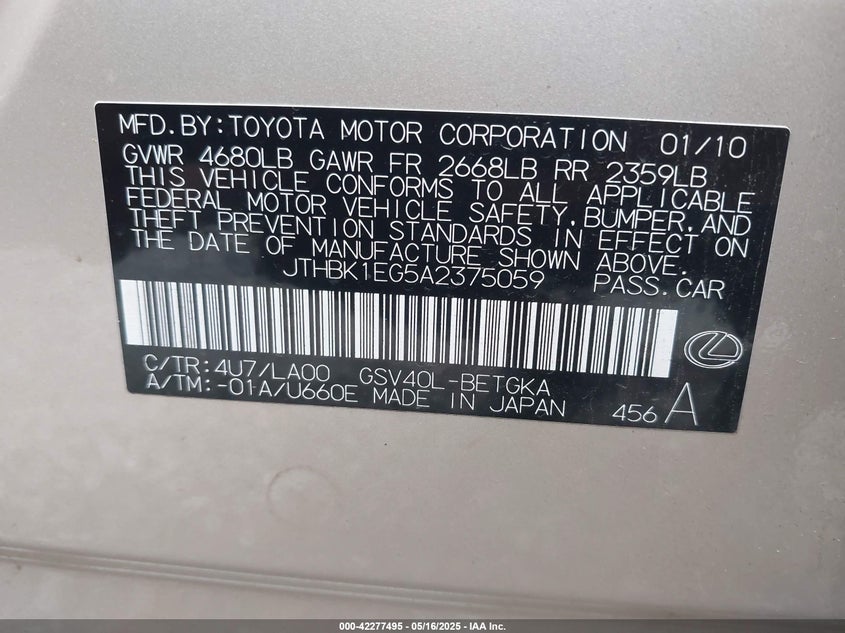 MFD.BY:TOYOTA MOTOR CORPORATION 01/10
GVWR 4680LB GAWR FR 2668LB RR 2359LB
THIS VEHICLE CONFORMS TO ALL APPLICABLE
FEDERAL MOTOR VEHICLE SAFETY,BUMPER,AND
THEFT PREVENTION STANDARDS IN EFFECT ON
THE DATE OF MANUFACTURE SHOWN ABOVE.
JTHBK1EG5A2375059 PASS.CAR
C/TR:4U7/LA00 GSV40L-BETGKA
A/TM:-01A/U660E MADE IN JAPAN 456 A
000-42277495 - 05/16/2025 - IAA Inc.